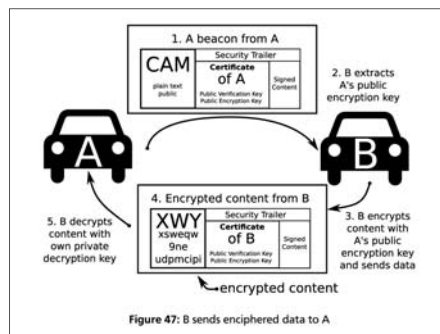 1. A beacon from A
CAM
plain text
public
Security Trailer
Certificate
of A
Public Verification Key
Public Encryption Key
Signed
Content
2. B extracts
A's public
encryption key
A
B
4. Encrypted content from B
XWY
xsweqw
9ne
udpmcipi
Security Trailer
Certificate
of B
Public Verification Key
Public Encryption Key
Signed
Content
5. B decrypts
content with
own private
decryption key
3. B encrypts
content with
A's public
encryption key
and sends data
encrypted content
Figure 47: B sends enciphered data to A